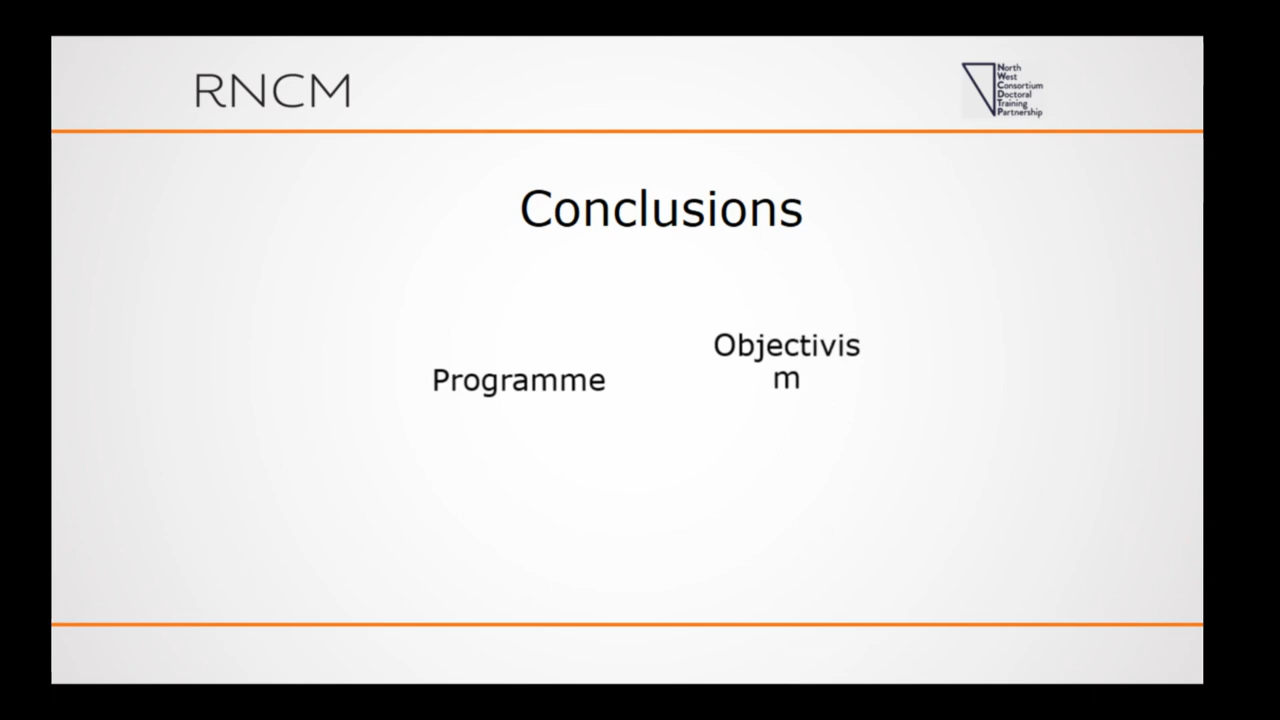 RNCM
North
West
Consortium
Doctoral
Training
Partnership
Conclusions
Programme
Objectivis
m